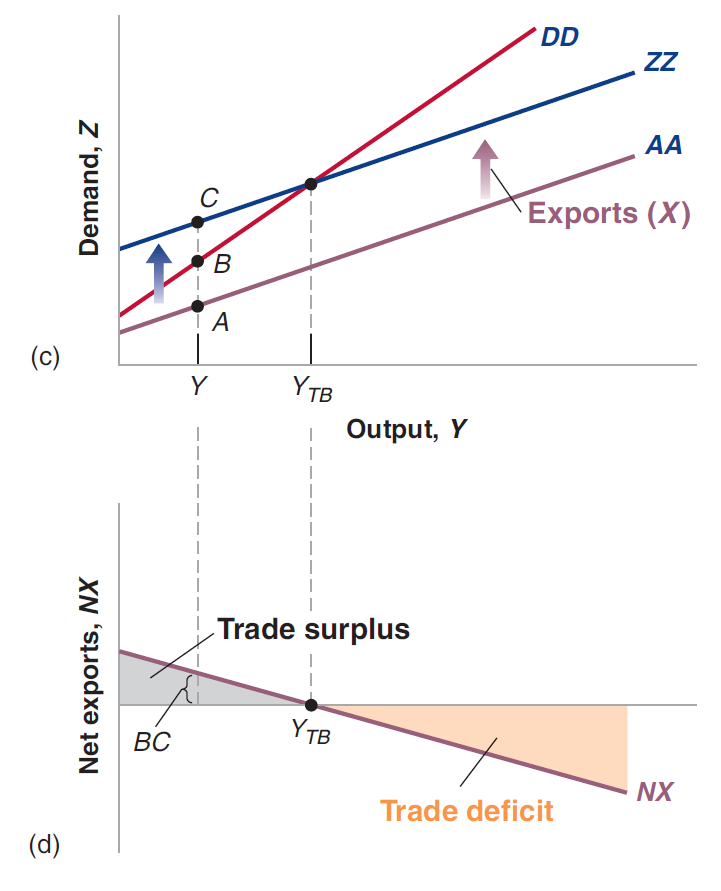 DD
ZZ
AA
Demand, Z
C
Exports (X)
B
A
(c)
Y
YTB
Output, Y
Net exports, NX
Trade surplus
BC
YTB
NX
Trade deficit
(d)